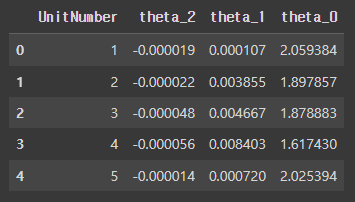 UnitNumber theta_2 theta_1 theta_0
0 1 -0.000019 0.000107 2.059384
1 2 -0.000022 0.003855 1.897857
2 3 -0.000048 0.004667 1.878883
3 4 -0.000056 0.008403 1.617430
4 5 -0.000014 0.000720 2.025394